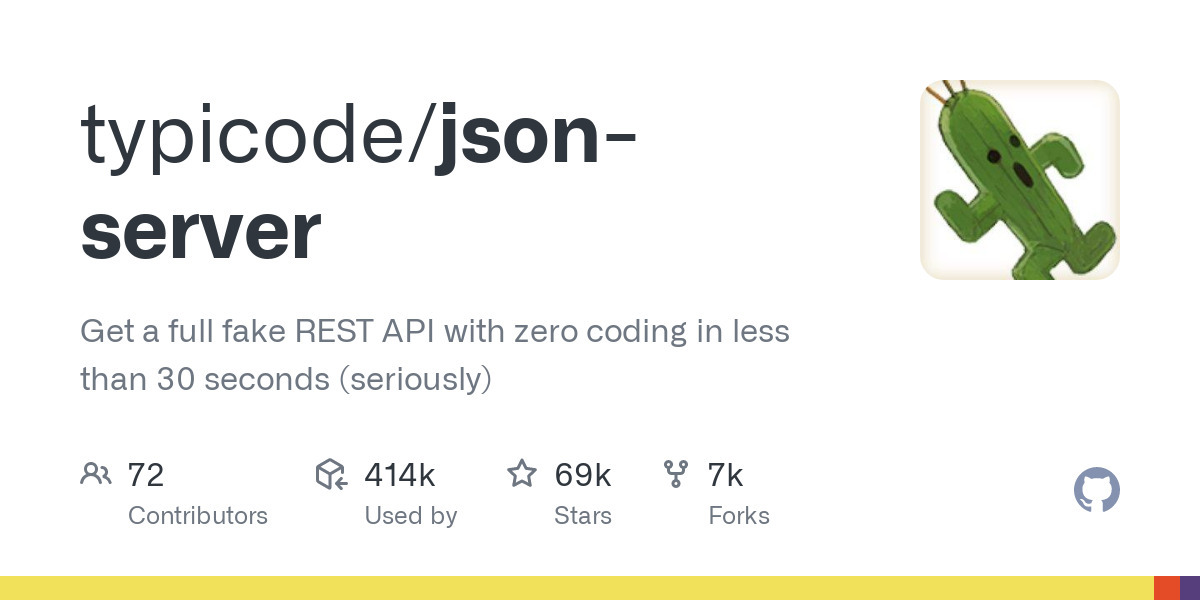 typicode/json-
server
Get a full fake REST API with zero coding in less
than 30 seconds (seriously)
72 414k 69k 7k
Contributors Used by Stars Forks